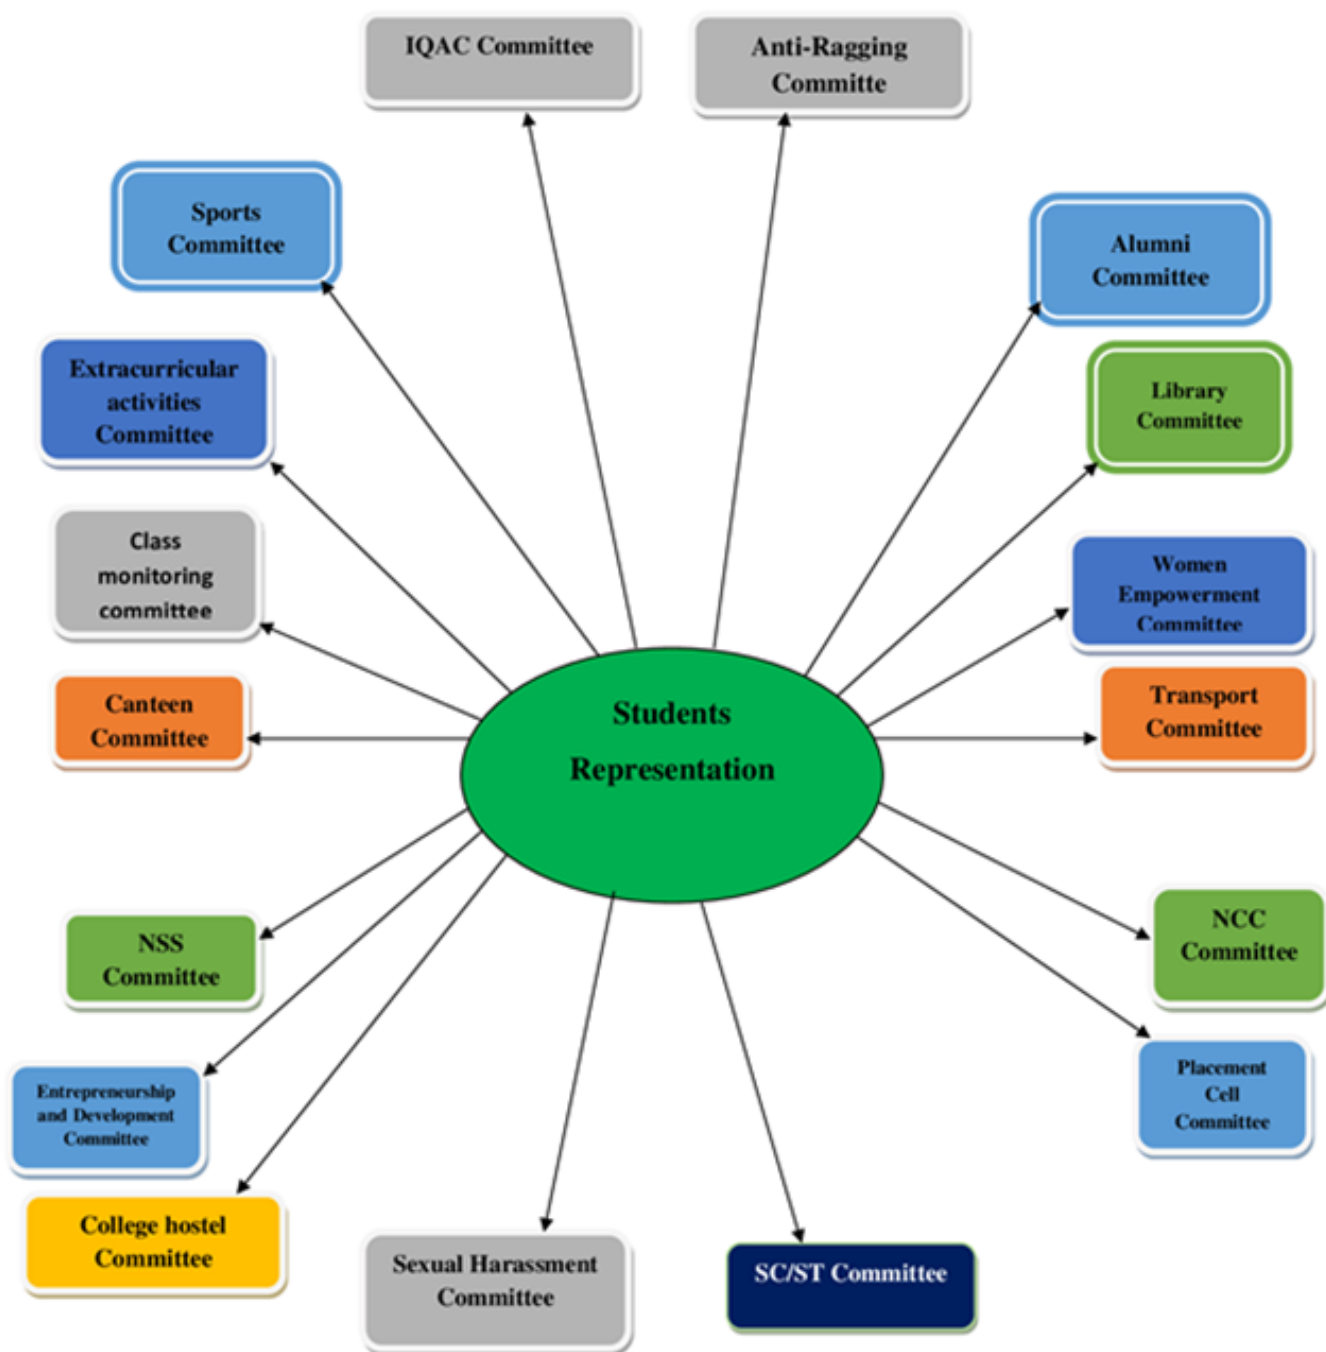 IQAC Committee
Anti-Ragging
Committe
Sports
Committee
Alumni
Committee
Extracurricular
activities
Committee
Library
Committee
Class
monitoring
committee
Women
Empowerment
Committee
Canteen
Committee
Students
Representation
Transport
Committee
NSS
Committee
NCC
Committee
Entrepreneurship
and Development
Committee
Placement
Cell
Committee
College hostel
Committee
Sexual Harassment
Committee
SC/ST Committee